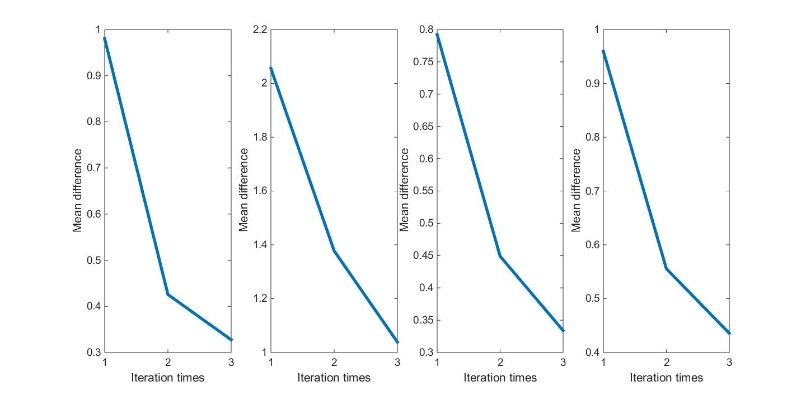 Mean difference
1
0.9
0.8
0.7
0.6
0.5
0.4
0.3
1 2 3
Iteration times
Mean difference
2.2
2
1.8
1.6
1.4
1.2
1
1 2 3
Iteration times
Mean difference
0.8
0.75
0.7
0.65
0.6
0.55
0.5
0.45
0.4
0.35
0.3
1 2 3
Iteration times
Mean difference
1
0.9
0.8
0.7
0.6
0.5
0.4
1 2 3
Iteration times